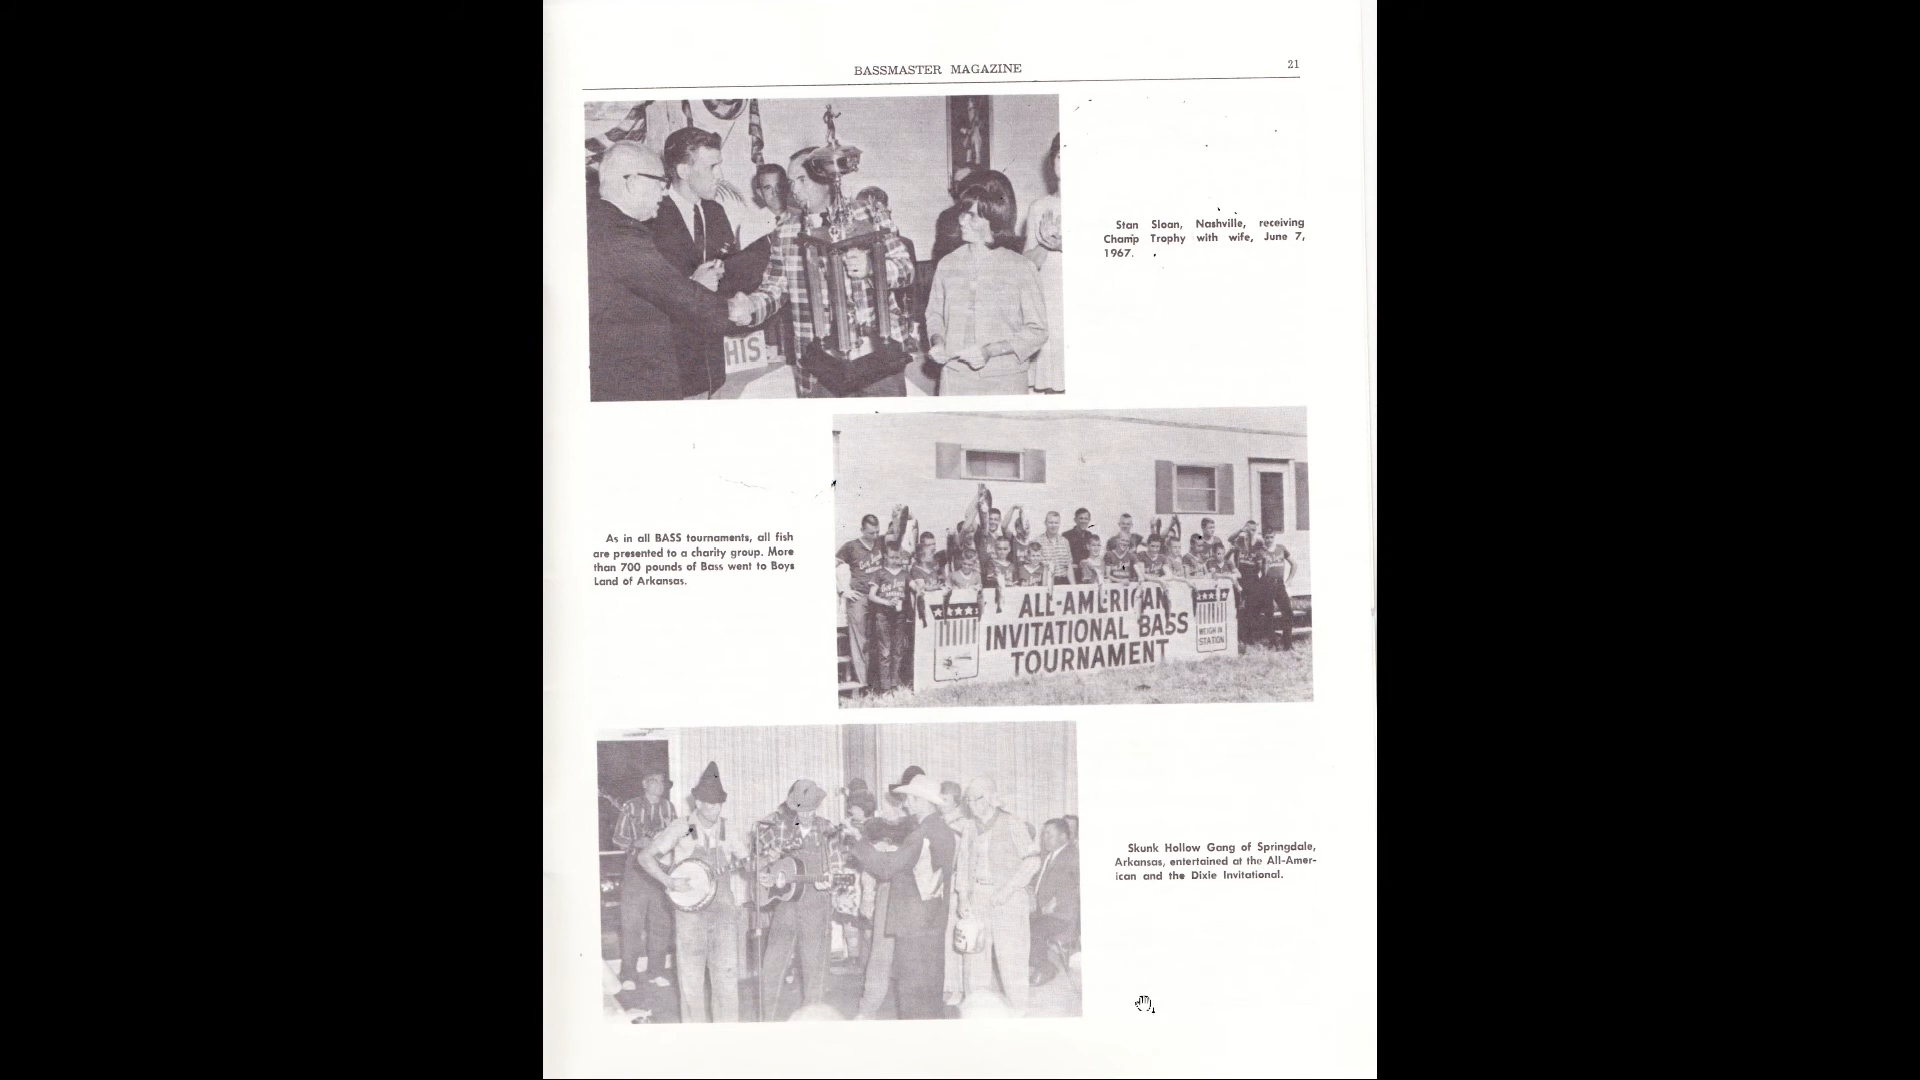 BASSMASTER MAGAZINE
21
Stan Sloan, Nashville, receiving
Champ Trophy with wife, June 7,
1967.
HIS
As in all BASS tournaments, all fish
are presented to a charity group. More
than 700 pounds of Bass went to Boys
Land of Arkansas.
ALL-AMERICAN
INVITATIONAL BASS
TOURNAMENT
WEIGH IN
STATION
Skunk Hollow Gang of Springdale,
Arkansas, entertained at the All-Amer-
ican and the Dixie Invitational.